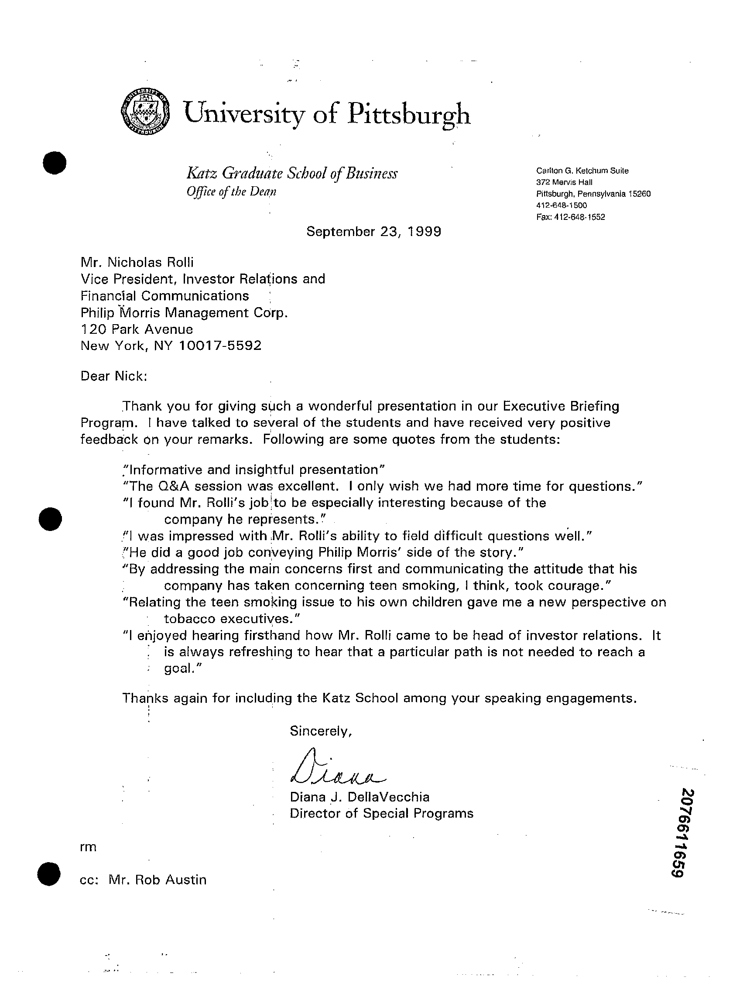 University of Pittsburgh
Katz Graduate School of Business
Office of the Dean
Carlton G. Ketchum Suite
372 Mervis Hall
Pittsburgh, Pennsylvania 15260
412-648-1500
Fax: 412-648-1552
September 23, 1999
Mr. Nicholas Rolli
Vice President, Investor Relations and
Financial Communications
Philip Morris Management Corp.
120 Park Avenue
New York, NY 10017-5592
Dear Nick:
Thank you for giving such a wonderful presentation in our Executive Briefing
Program. I have talked to several of the students and have received very positive
feedback on your remarks. Following are some quotes from the students:
"Informative and insightful presentation"
"The Q&A session was excellent. I only wish we had more time for questions."
"I found Mr. Rolli's job to be especially interesting because of the
company he represents."
"I was impressed with Mr. Rolli's ability to field difficult questions well."
"He did a good job conveying Philip Morris' side of the story."
"By addressing the main concerns first and communicating the attitude that his
company has taken concerning teen smoking, I think, took courage."
"Relating the teen smoking issue to his own children gave me a new perspective on
tobacco executives."
"I enjoyed hearing firsthand how Mr. Rolli came to be head of investor relations. It
is always refreshing to hear that a particular path is not needed to reach a
goal."
Thanks again for including the Katz School among your speaking engagements.
Sincerely,
Diana
Diana J. DellaVecchia
Director of Special Programs
rm
cc: Mr. Rob Austin
2076611659